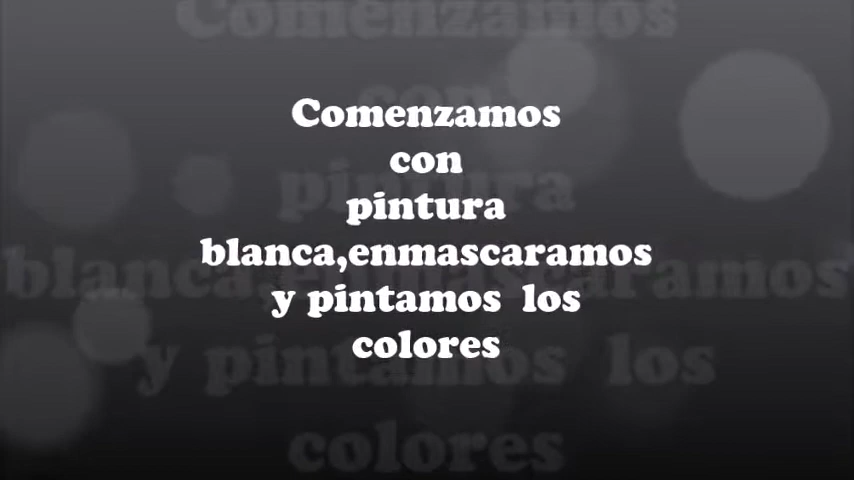 Comenzamos
con
pintura
blanca,enmascaramos
y pintamos los
colores